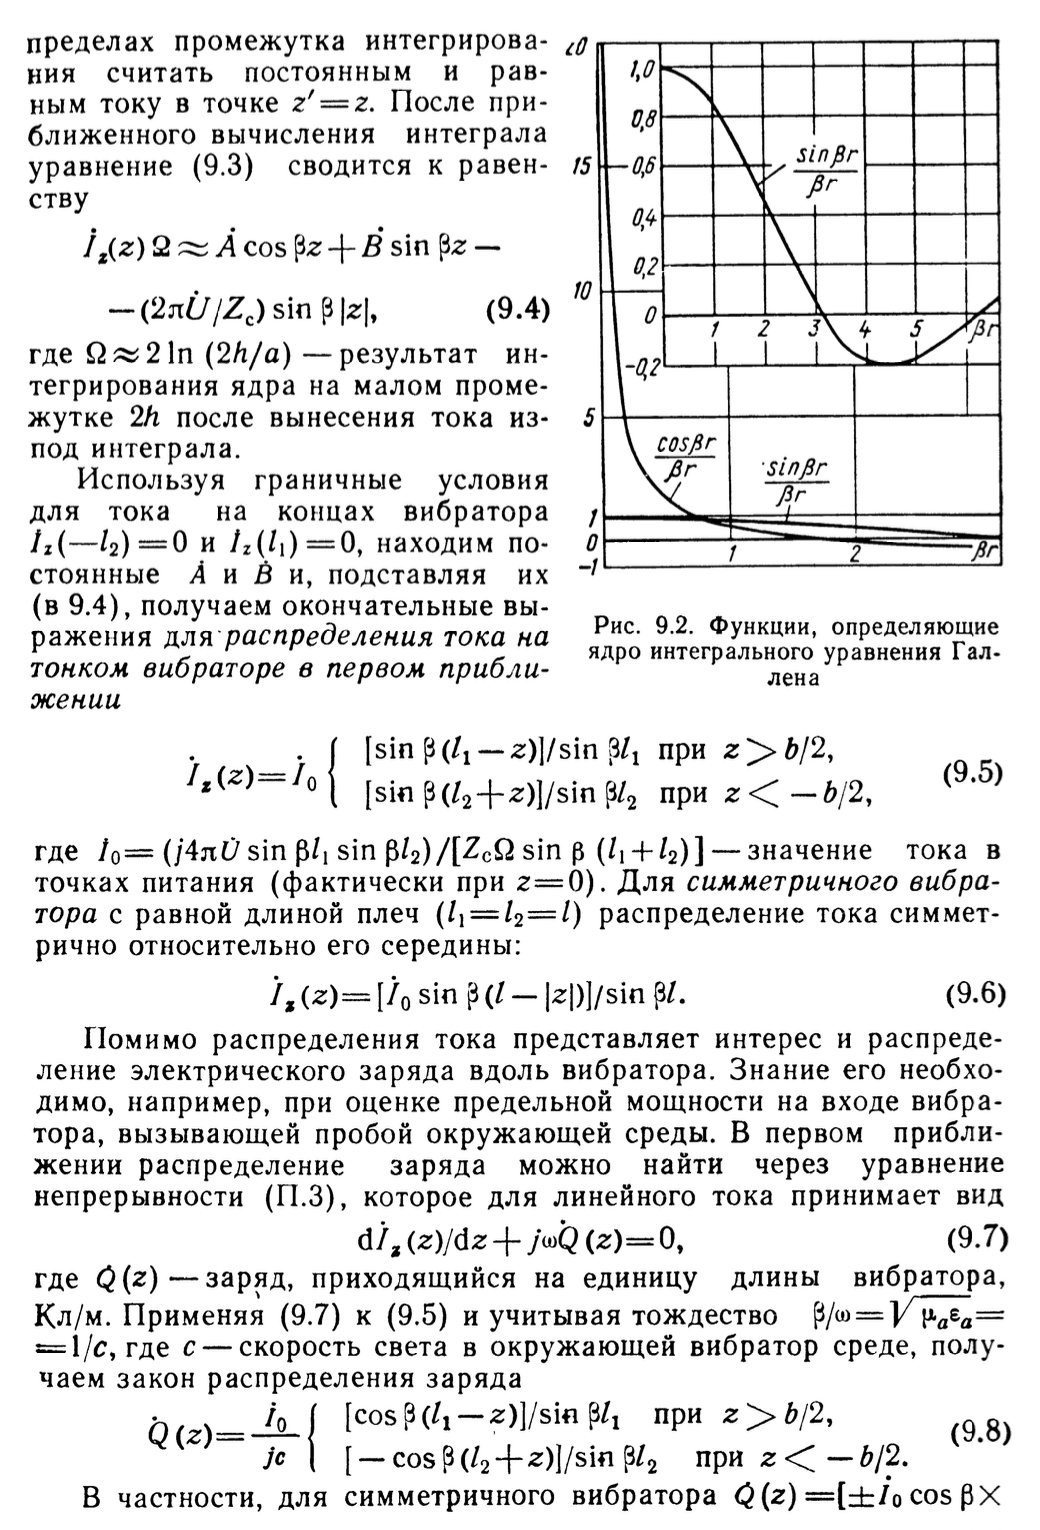 пределах промежутка интегрирова-
ния считать постоянным и рав-
ным току в точке z′=z. После при-
ближенного вычисления интеграла
уравнение (9.3) сводится к равен-
ству
İz(z) Ω ≈ Ȧ cos βz + Ḃ sin βz —
— (2πU̇/Zc) sin β |z|, (9.4)
где Ω≈2 ln (2h/a) — результат ин-
тегрирования ядра на малом проме-
жутке 2h после вынесения тока из-
под интеграла.
Используя граничные условия
для тока на концах вибратора
İz(—l2)=0 и İz(l1)=0, находим по-
стоянные Ȧ и Ḃ и, подставляя их
(в 9.4), получаем окончательные вы-
ражения для распределения тока на
тонком вибраторе в первом прибли-
жении
20
15
10
5
1
0
-1
1,0
0,8
0,6
0,4
0,2
0
-0,2
sinβr
βr
1 2 3 4 5 βr
cosβr
βr
sinβr
βr
1 2 βr
Рис. 9.2. Функции, определяющие
ядро интегрального уравнения Гал-
лена
İz(z)=İ0 { [sin β (l1 — z)]/sin βl1 при z > b/2,
[sin β (l2+z)]/sin βl2 при z < — b/2, (9.5)
где İ0= (j4πU̇ sin βl1 sin βl2)/[ZcΩ sin β (l1+l2)] — значение тока в
точках питания (фактически при z=0). Для симметричного вибра-
тора с равной длиной плеч (l1=l2=l) распределение тока симмет-
рично относительно его середины:
İz(z)=[İ0 sin β (l — |z|)]/sin βl. (9.6)
Помимо распределения тока представляет интерес и распреде-
ление электрического заряда вдоль вибратора. Знание его необхо-
димо, например, при оценке предельной мощности на входе вибра-
тора, вызывающей пробой окружающей среды. В первом прибли-
жении распределение заряда можно найти через уравнение
непрерывности (П.3), которое для линейного тока принимает вид
dİz(z)/dz + jωQ̇ (z)=0, (9.7)
где Q̇(z) — заряд, приходящийся на единицу длины вибратора,
Кл/м. Применяя (9.7) к (9.5) и учитывая тождество β/ω=√μaεa=
=1/c, где c — скорость света в окружающей вибратор среде, полу-
чаем закон распределения заряда
Q̇ (z)= İ0/jc { [cos β (l1 — z)]/sin βl1 при z > b/2,
[ — cos β (l2+z)]/sin βl2 при z < — b/2. (9.8)
В частности, для симметричного вибратора Q̇ (z)=[±İ0 cos β×